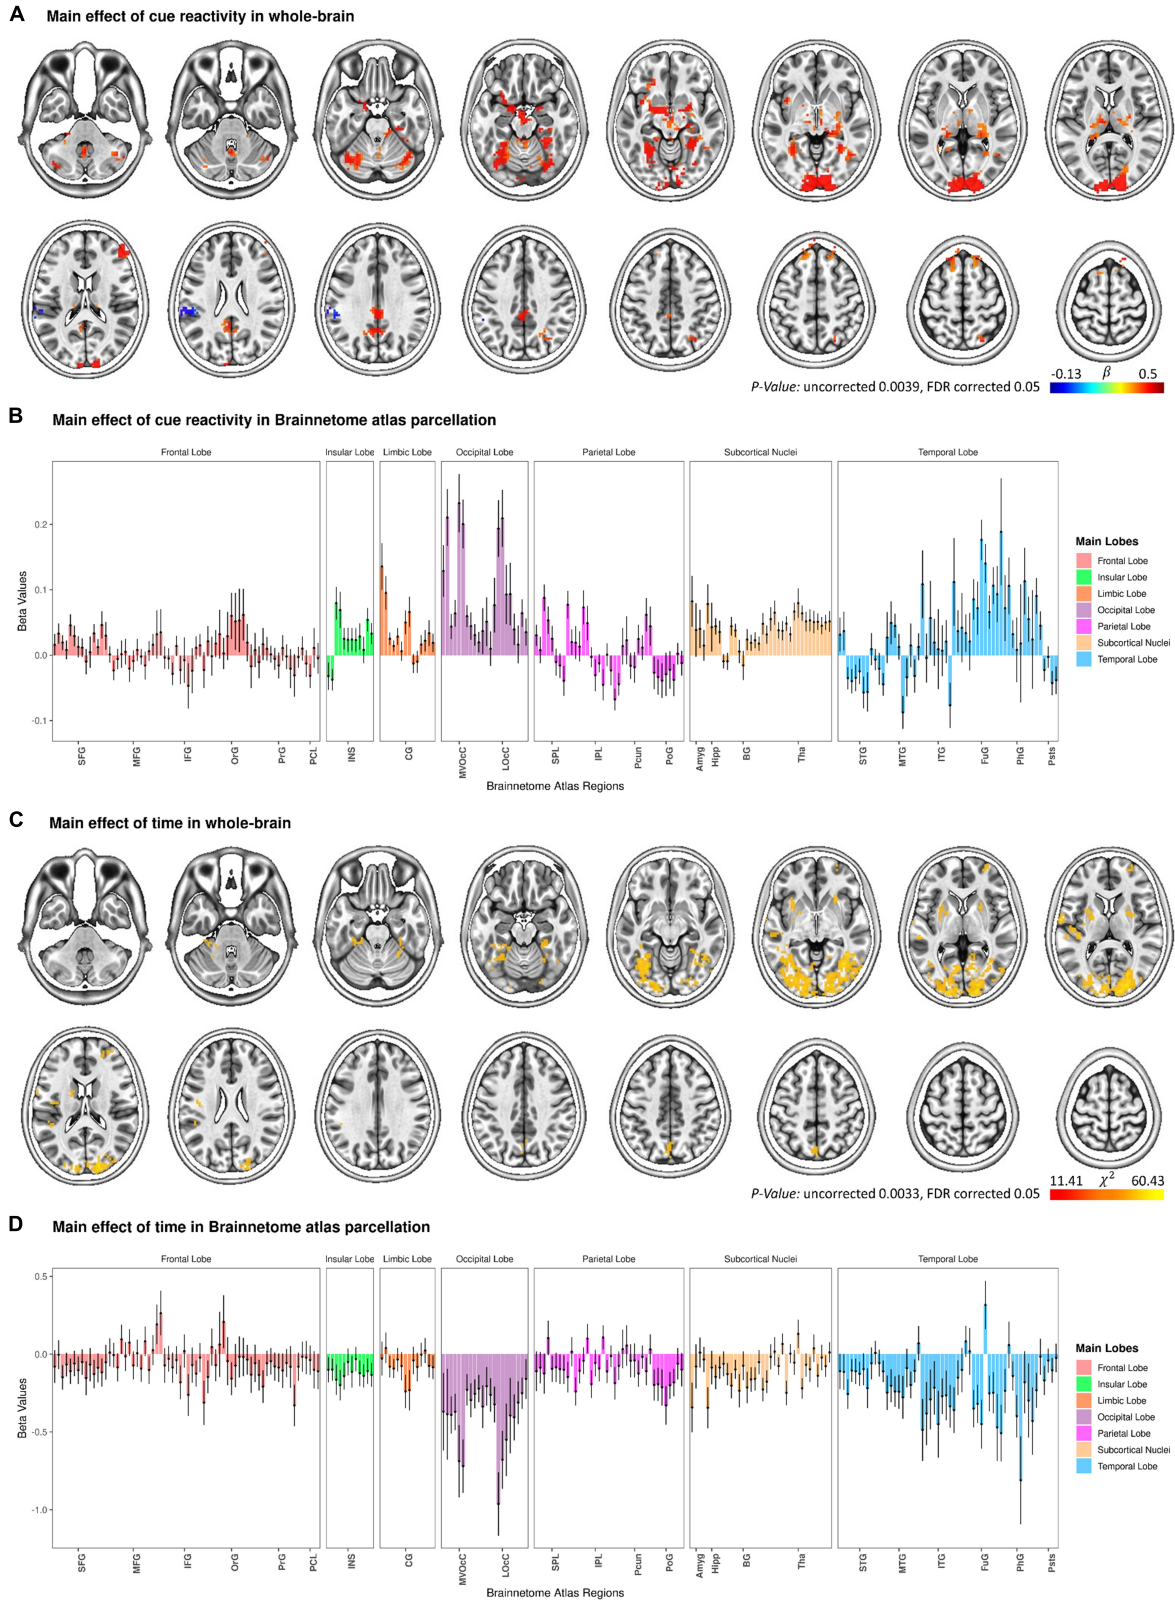 A Main effect of cue reactivity in whole-brain
P-Value: uncorrected 0.0039, FDR corrected 0.05
-0.13 β 0.5
B Main effect of cue reactivity in Brainnetome atlas parcellation
Frontal Lobe Insular Lobe Limbic Lobe Occipital Lobe Parietal Lobe Subcortical Nuclei Temporal Lobe
Beta Values
0.2
0.1
0.0
-0.1
Main Lobes
Frontal Lobe
Insular Lobe
Limbic Lobe
Occipital Lobe
Parietal Lobe
Subcortical Nuclei
Temporal Lobe
SFG MFG IFG OrG PrG PCL INS CG MVOcC LOcC SPL IPL Pcun PoG Amyg Hipp BG Tha STG MTG ITG FuG PhG Psts
Brainnetome Atlas Regions
C Main effect of time in whole-brain
P-Value: uncorrected 0.0033, FDR corrected 0.05
11.41 χ² 60.43
D Main effect of time in Brainnetome atlas parcellation
Frontal Lobe Insular Lobe Limbic Lobe Occipital Lobe Parietal Lobe Subcortical Nuclei Temporal Lobe
Beta Values
0.5
0.0
-0.5
-1.0
Main Lobes
Frontal Lobe
Insular Lobe
Limbic Lobe
Occipital Lobe
Parietal Lobe
Subcortical Nuclei
Temporal Lobe
SFG MFG IFG OrG PrG PCL INS CG MVOcC LOcC SPL IPL Pcun PoG Amyg Hipp BG Tha STG MTG ITG FuG PhG Psts
Brainnetome Atlas Regions